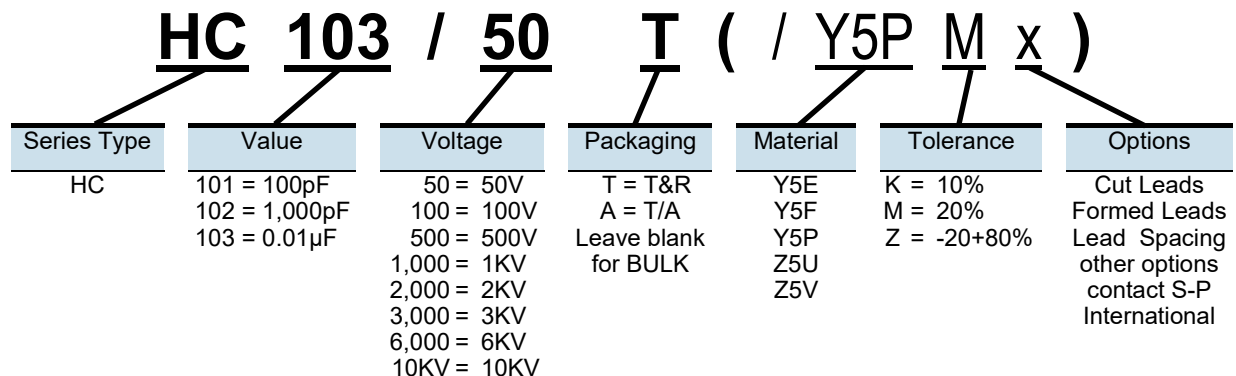 HC 103 / 50 T ( / Y5P M x )
Series Type Value Voltage Packaging Material Tolerance Options
HC 101 = 100pF 50 = 50V T = T&R Y5E K = 10% Cut Leads
102 = 1,000pF 100 = 100V A = T/A Y5F M = 20% Formed Leads
103 = 0.01µF 500 = 500V Leave blank Y5P Z = -20+80% Lead Spacing
1,000 = 1KV for BULK Z5U other options
2,000 = 2KV Z5V contact S-P
3,000 = 3KV International
6,000 = 6KV
10KV = 10KV